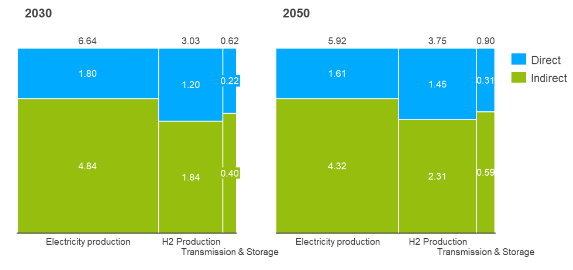 2030
2050
6.64 3.03 0.62
5.92 3.75 0.90
1.80 1.20 0.22
1.61 1.45 0.31
Direct
Indirect
4.84 1.84 0.40
4.32 2.31 0.59
Electricity production H2 Production
Transmission & Storage
Electricity production H2 Production
Transmission & Storage